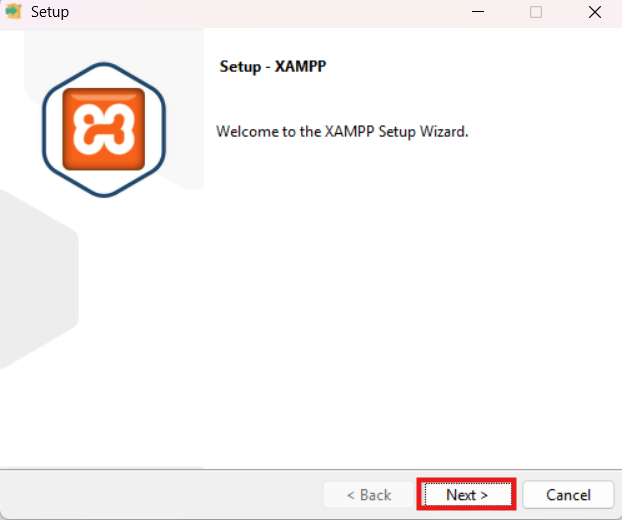 Setup
Setup - XAMPP
Welcome to the XAMPP Setup Wizard.
< Back
Next >
Cancel